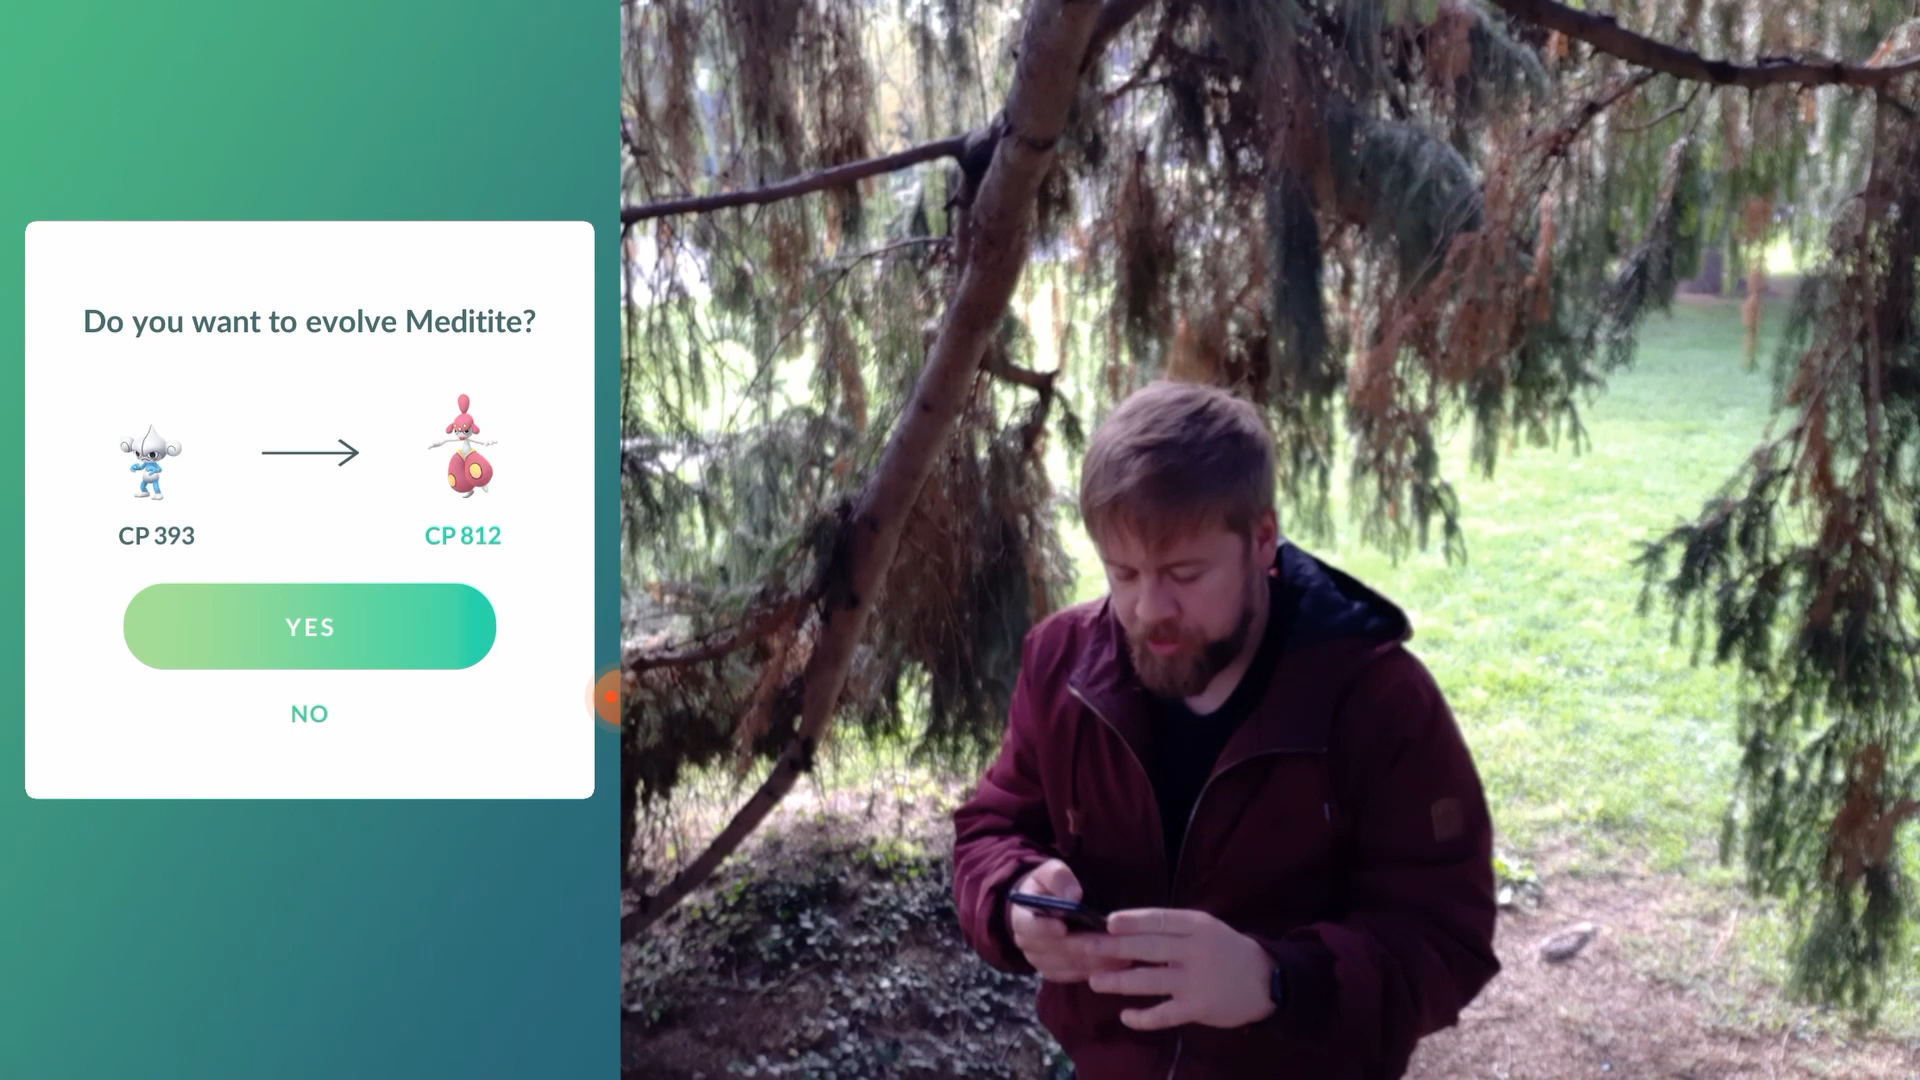 Do you want to evolve Meditite?
CP 393
CP 812
YES
NO